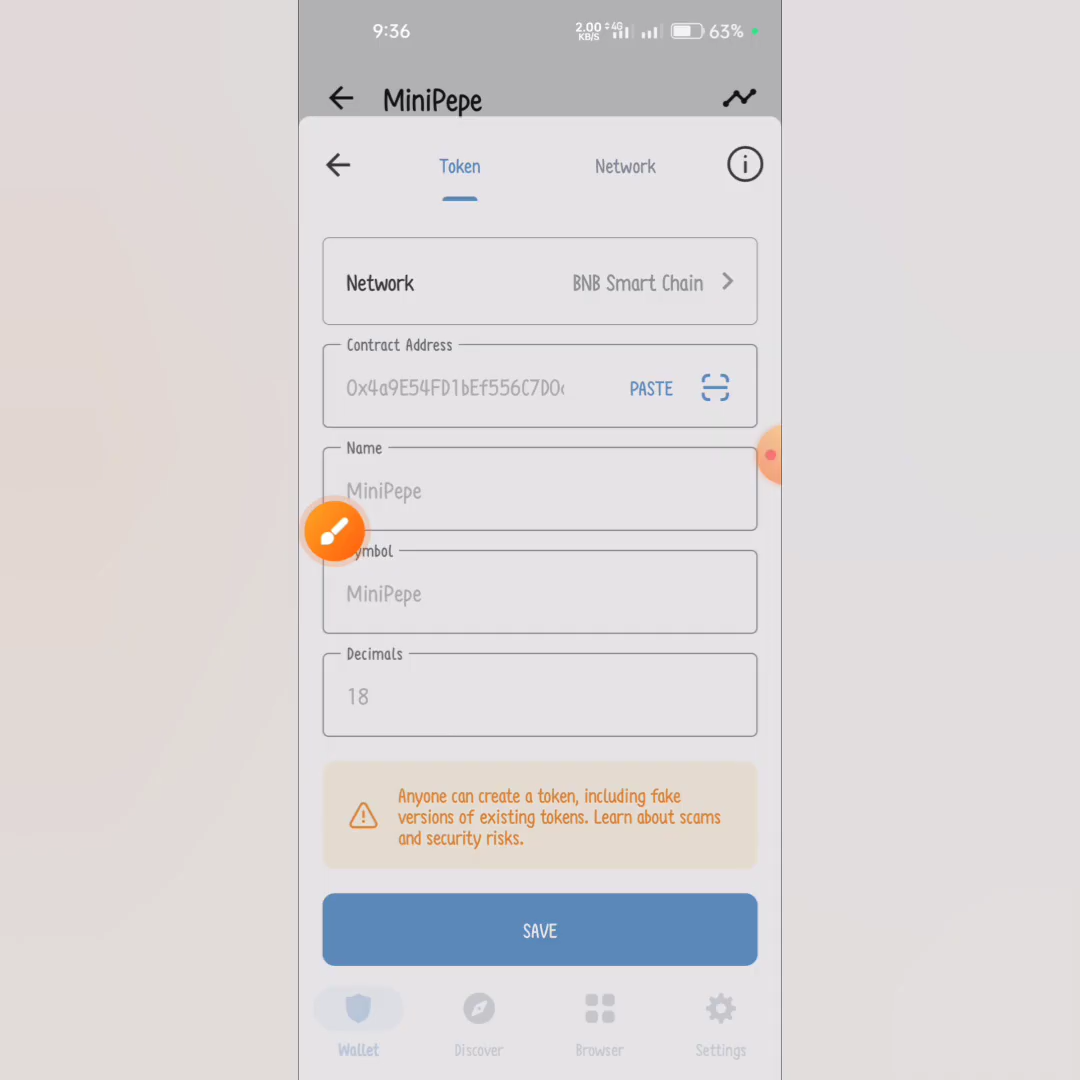 9:36 2.00 KB/S 4G 63%
MiniPepe
Token Network
Network BNB Smart Chain
Contract Address
PASTE
Name
MiniPepe
ymbol
MiniPepe
Decimals
18
Anyone can create a token, including fake
versions of existing tokens. Learn about scams
and security risks.
SAVE
Wallet Discover Browser Settings